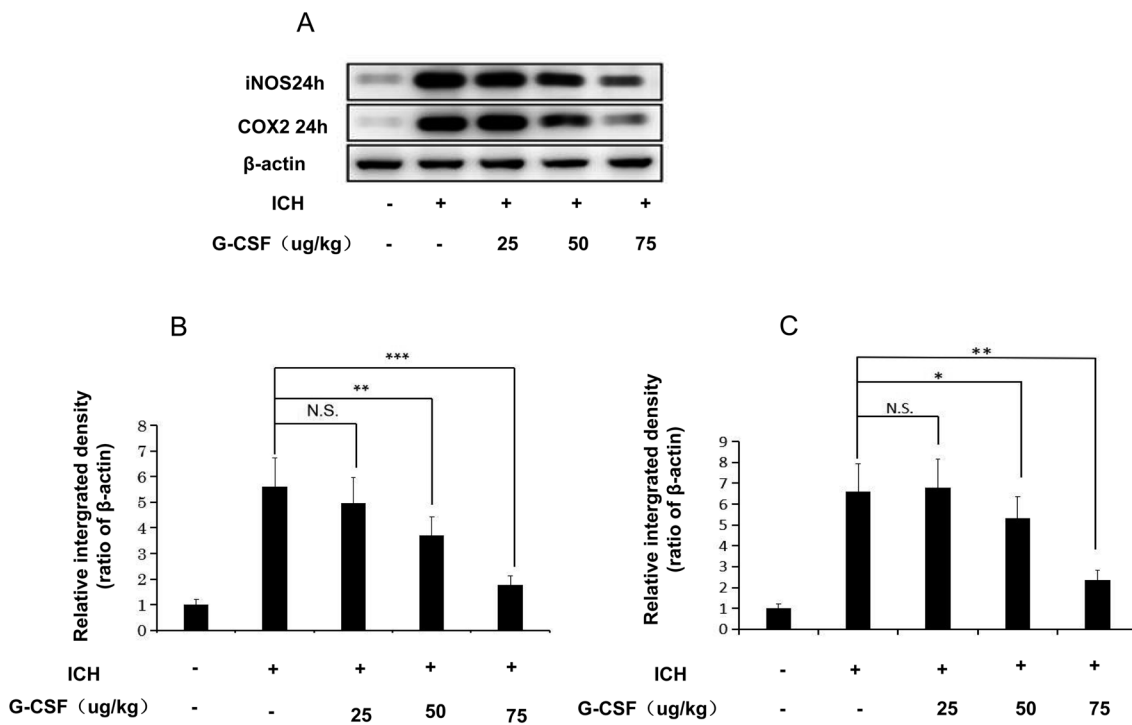 A
iNOS24h
COX2 24h
β-actin
ICH - + + + +
G-CSF（ug/kg） - - 25 50 75
B
***
**
N.S.
Relative intergrated density
(ratio of β-actin)
8
7
6
5
4
3
2
1
0
ICH - + + + +
G-CSF（ug/kg） - - 25 50 75
C
**
*
N.S.
Relative intergrated density
(ratio of β-actin)
9
8
7
6
5
4
3
2
1
0
ICH - + + + +
G-CSF（ug/kg） - - 25 50 75